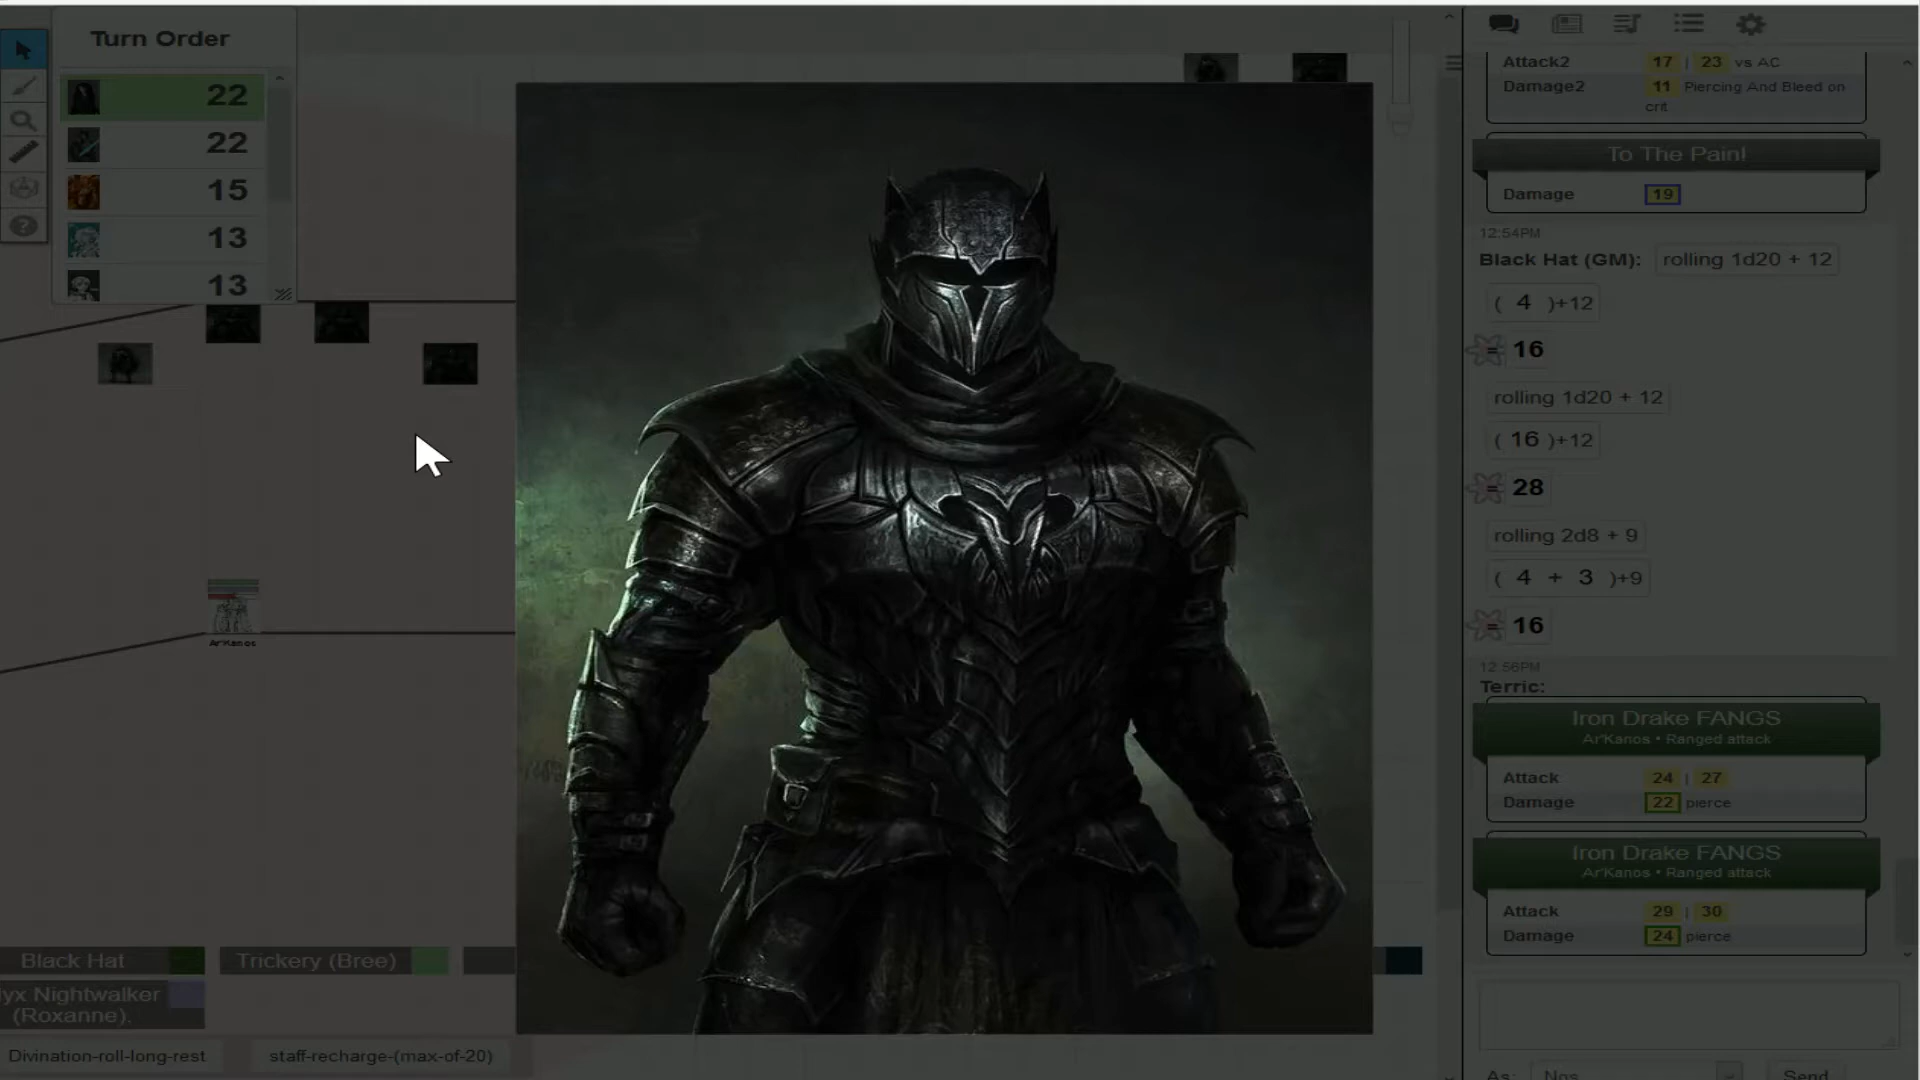 Turn Order
22
22
15
13
13
Ar'Kanos
Black Hat
Trickery (Bree)
yx Nightwalker
(Roxanne).
Divination-roll-long-rest
staff-recharge-(max-of-20)
Attack2 17 | 23 vs AC
Damage2 11 Piercing And Bleed on
crit
To The Pain!
Damage 19
12:54PM
Black Hat (GM): rolling 1d20 + 12
( 4 )+12
= 16
rolling 1d20 + 12
( 16 )+12
= 28
rolling 2d8 + 9
( 4 + 3 )+9
= 16
12:56PM
Terric:
Iron Drake FANGS
Ar'Kanos • Ranged attack
Attack 24 | 27
Damage 22 pierce
Iron Drake FANGS
Ar'Kanos • Ranged attack
Attack 29 | 30
Damage 24 pierce
As: Nos Send